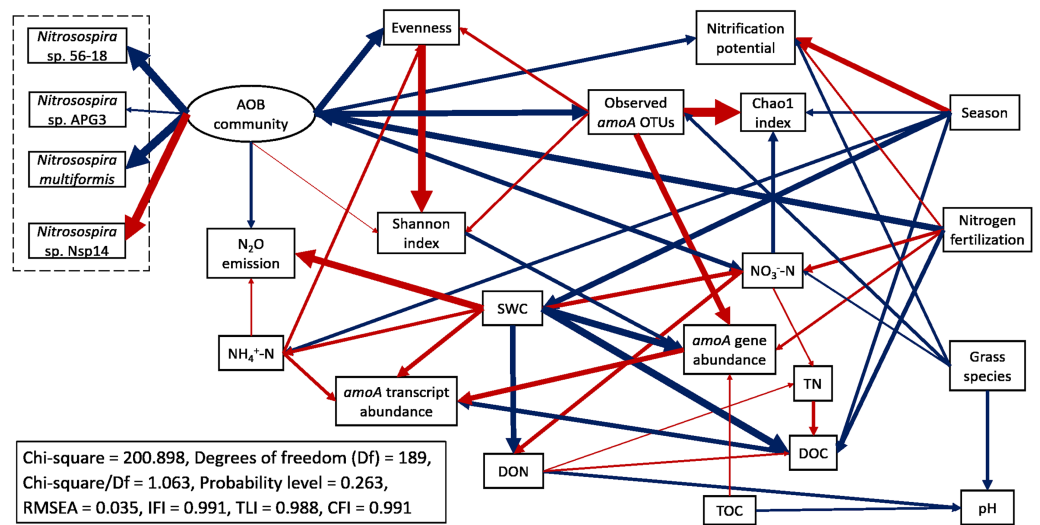 Nitrosospira
sp. 56-18
Nitrosospira
sp. APG3
Nitrosospira
multiformis
Nitrosospira
sp. Nsp14
AOB
community
Evenness
Nitrification
potential
Observed
amoA OTUs
Chao1
index
Season
Shannon
index
Nitrogen
fertilization
N₂O
emission
NO₃⁻-N
SWC
NH₄⁺-N
amoA gene
abundance
Grass
species
TN
amoA transcript
abundance
DON
DOC
TOC
pH
Chi-square = 200.898, Degrees of freedom (Df) = 189,
Chi-square/Df = 1.063, Probability level = 0.263,
RMSEA = 0.035, IFI = 0.991, TLI = 0.988, CFI = 0.991